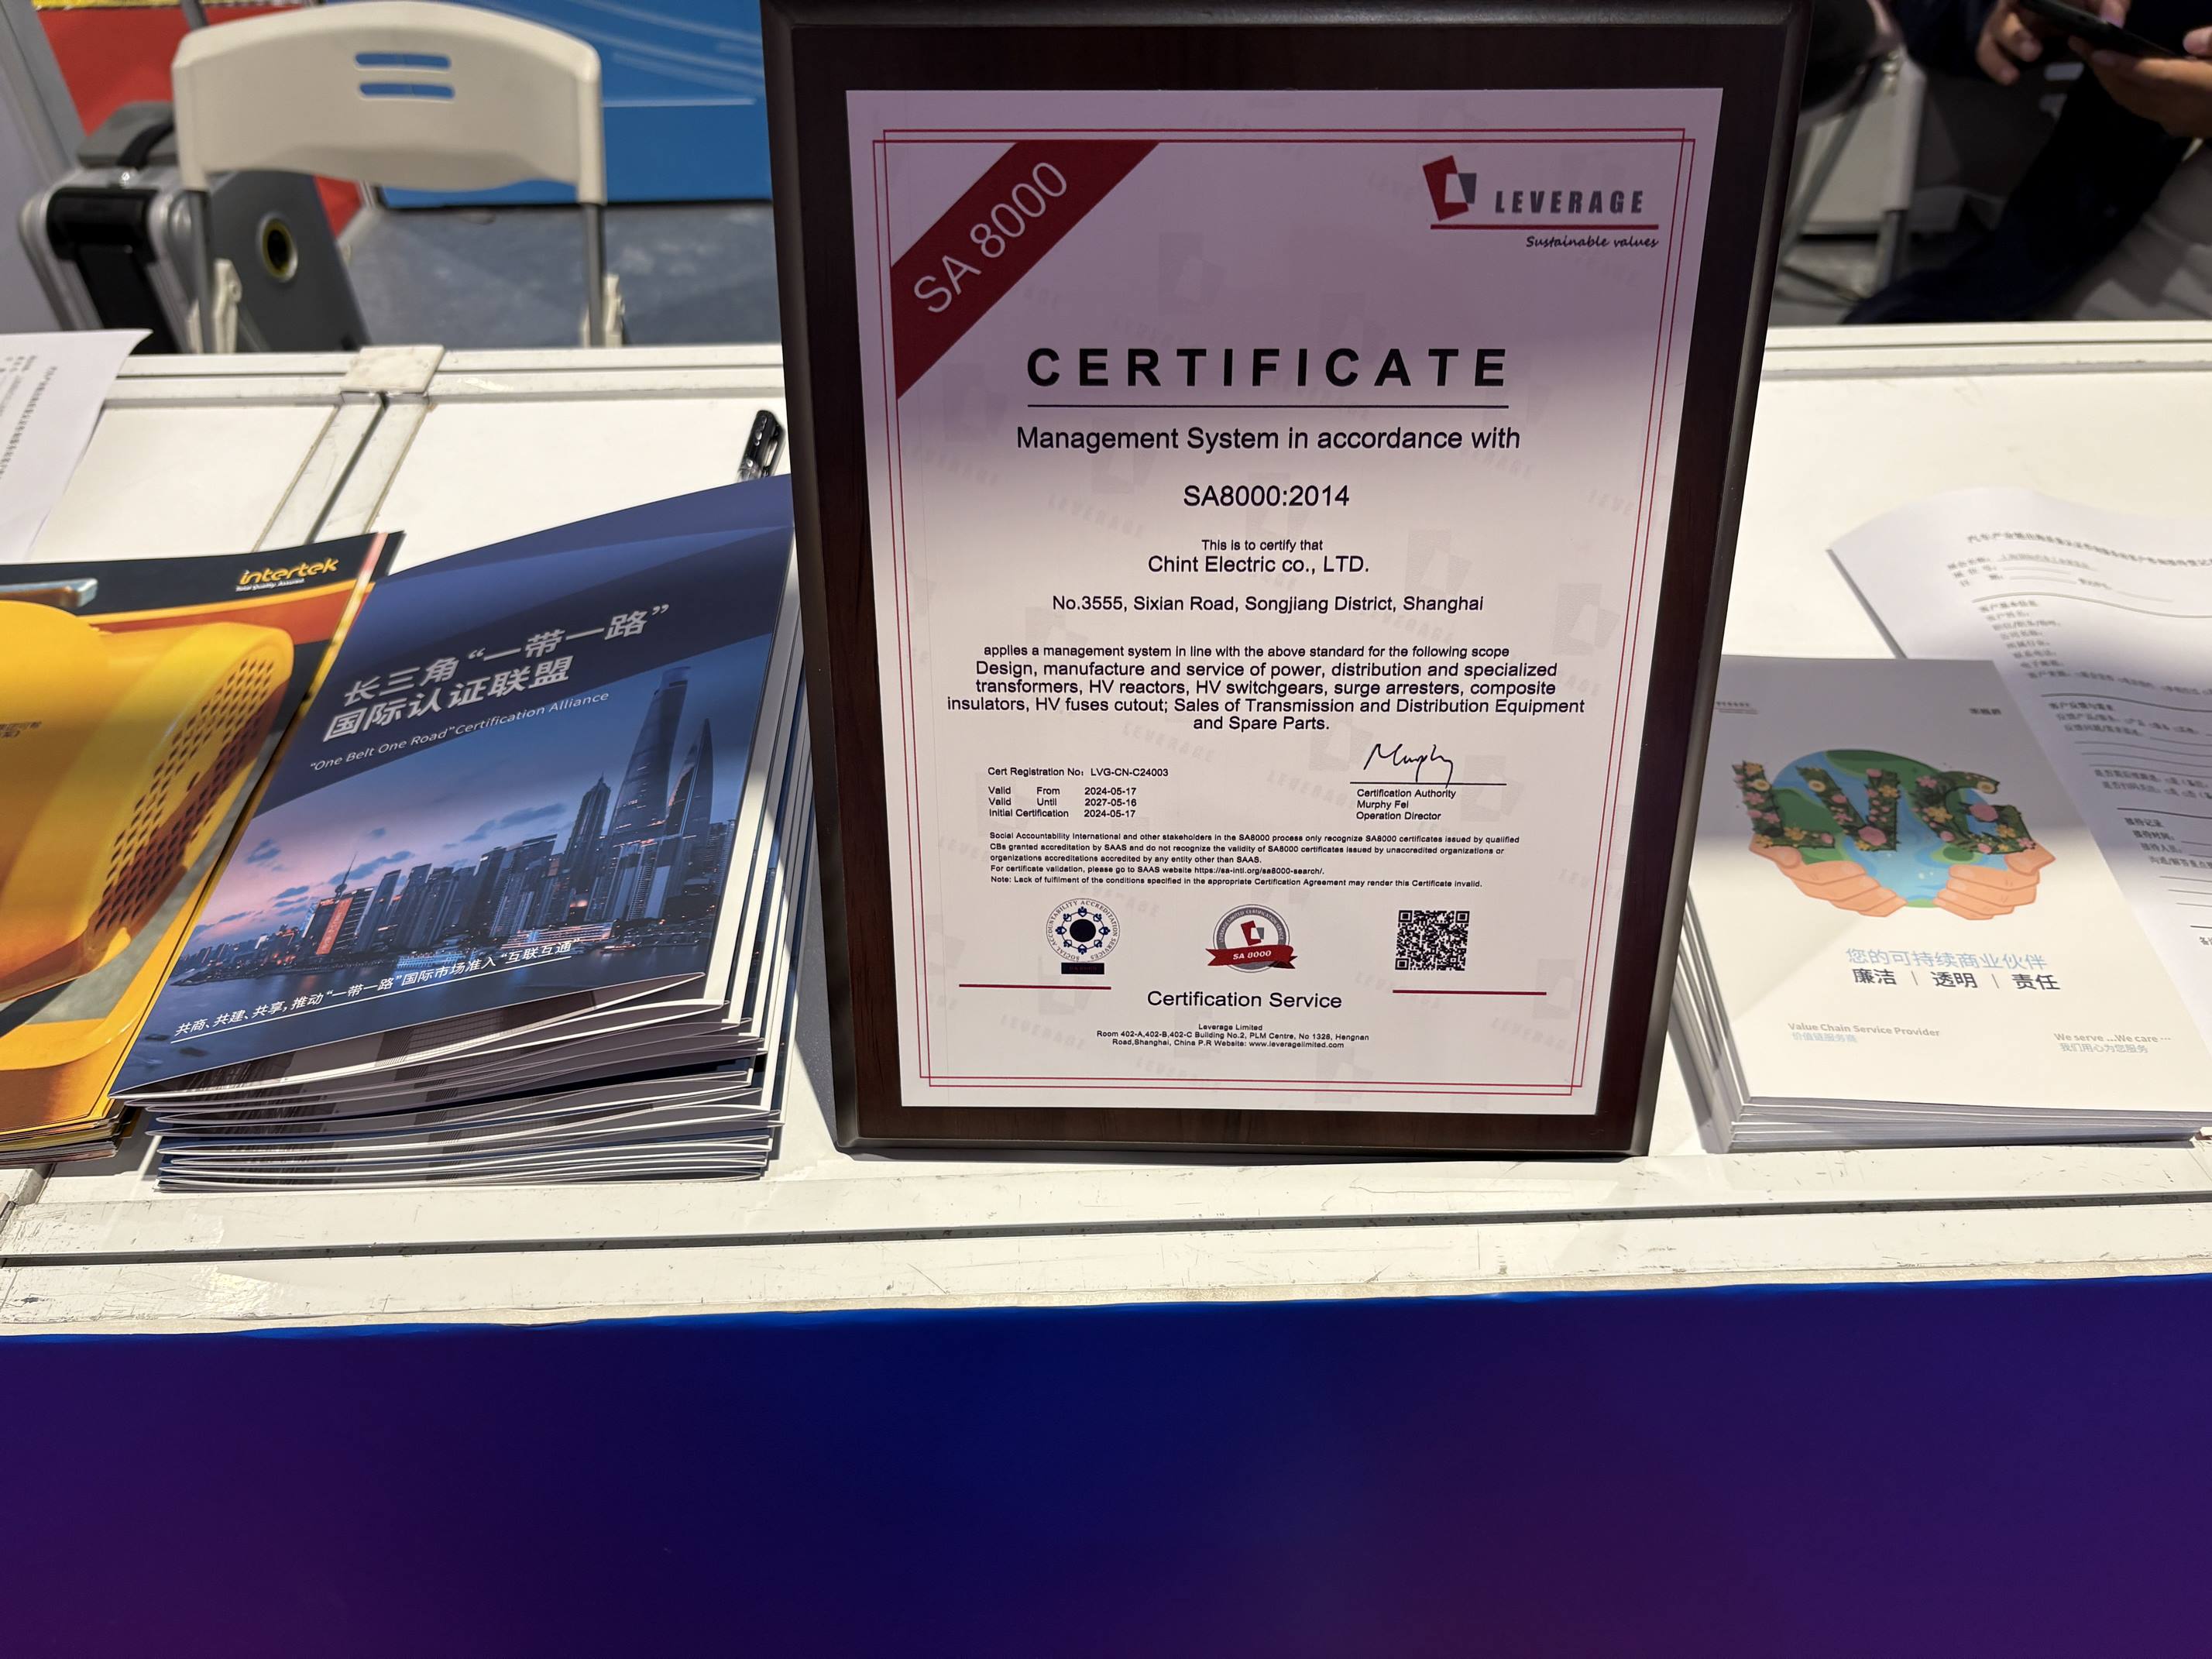 SA 8000
LEVERAGE
Sustainable values
CERTIFICATE
Management System in accordance with
SA8000:2014
This is to certify that
Chint Electric co., LTD.
No.3555, Sixian Road, Songjiang District, Shanghai
applies a management system in line with the above standard for the following scope
Design, manufacture and service of power, distribution and specialized
transformers, HV reactors, HV switchgears, surge arresters, composite
insulators, HV fuses cutout; Sales of Transmission and Distribution Equipment
and Spare Parts.
Cert Registration No: LVG-CN-C24003
Valid From 2024-05-17
Valid Until 2027-05-16
Initial Certification 2024-05-17
Murphy
Certification Authority
Murphy Fei
Operation Director
Social Accountability International and other stakeholders in the SA8000 process only recognize SA8000 certificates issued by qualified
CBs granted accreditation by SAAS and do not recognize the validity of SA8000 certificates issued by unaccredited organizations or
organizations accreditations accredited by any entity other than SAAS.
For certificate validation, please go to SAAS website https://sa-intl.org/sa8000-search/.
Note: Lack of fulfilment of the conditions specified in the appropriate Certification Agreement may render this Certificate invalid.
SOCIAL ACCOUNTABILITY ACCREDITATION SERVICES
SA 8000
Certification Service
Leverage Limited
Room 402-A,402-B,402-C Building No.2, PLM Centre, No 1328, Hengnan
Road,Shanghai, China P.R Website: www.leveragelimited.com
intertek
Total Quality. Assured.
长三角“一带一路”
国际认证联盟
"One Belt One Road"Certification Alliance
共商、共建、共享，推动“一带一路”国际市场准入“互联互通”
LVG
您的可持续商业伙伴
廉洁 | 透明 | 责任
Value Chain Service Provider
价值链服务商
We serve ...We care ...
我们用心为您服务